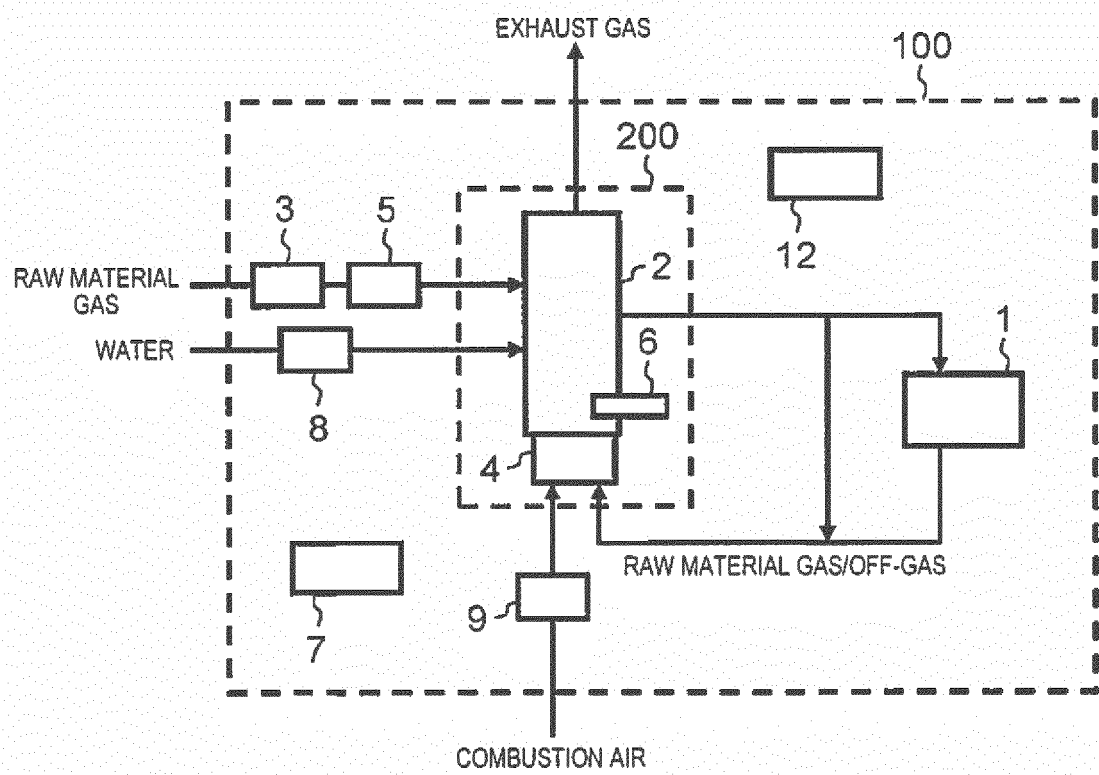 EXHAUST GAS
100
200
3
5
12
RAW MATERIAL
GAS
2
WATER
6
1
8
4
RAW MATERIAL GAS/OFF-GAS
9
7
COMBUSTION AIR